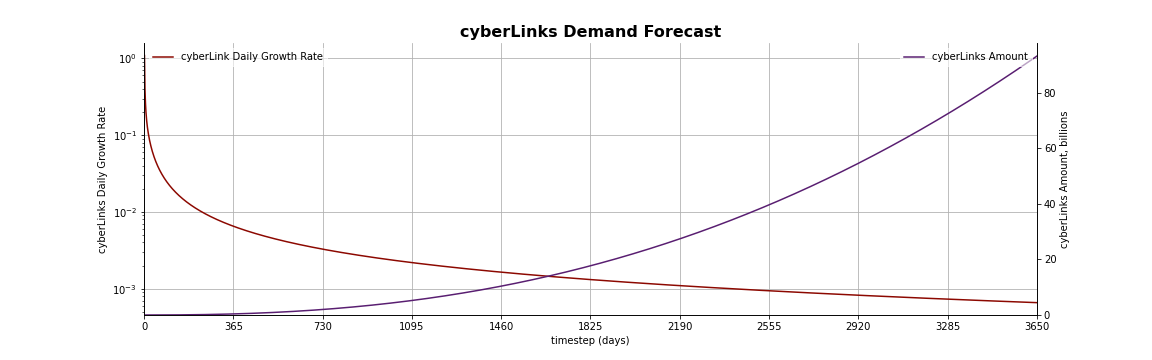 cyberLinks Demand Forecast
cyberLink Daily Growth Rate
cyberLinks Amount
cyberLinks Daily Growth Rate
10⁰
10⁻¹
10⁻²
10⁻³
80
60
40
20
0
cyberLinks Amount, billions
0 365 730 1095 1460 1825 2190 2555 2920 3285 3650
timestep (days)